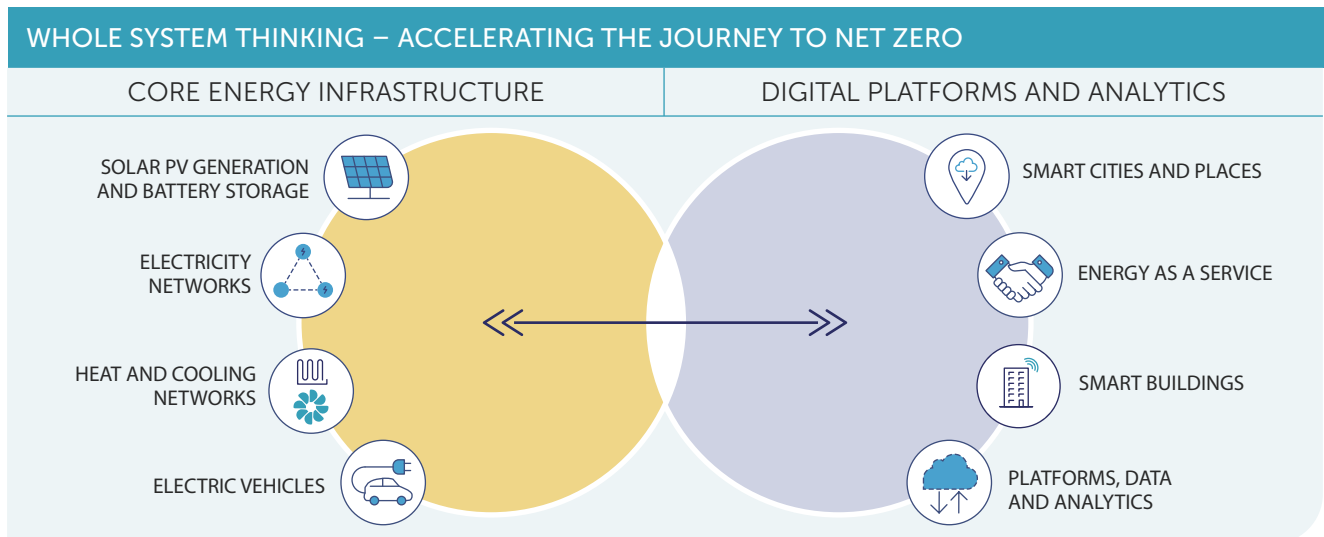 WHOLE SYSTEM THINKING – ACCELERATING THE JOURNEY TO NET ZERO
CORE ENERGY INFRASTRUCTURE
DIGITAL PLATFORMS AND ANALYTICS
SOLAR PV GENERATION
AND BATTERY STORAGE
ELECTRICITY
NETWORKS
HEAT AND COOLING
NETWORKS
ELECTRIC VEHICLES
SMART CITIES AND PLACES
ENERGY AS A SERVICE
SMART BUILDINGS
PLATFORMS, DATA
AND ANALYTICS